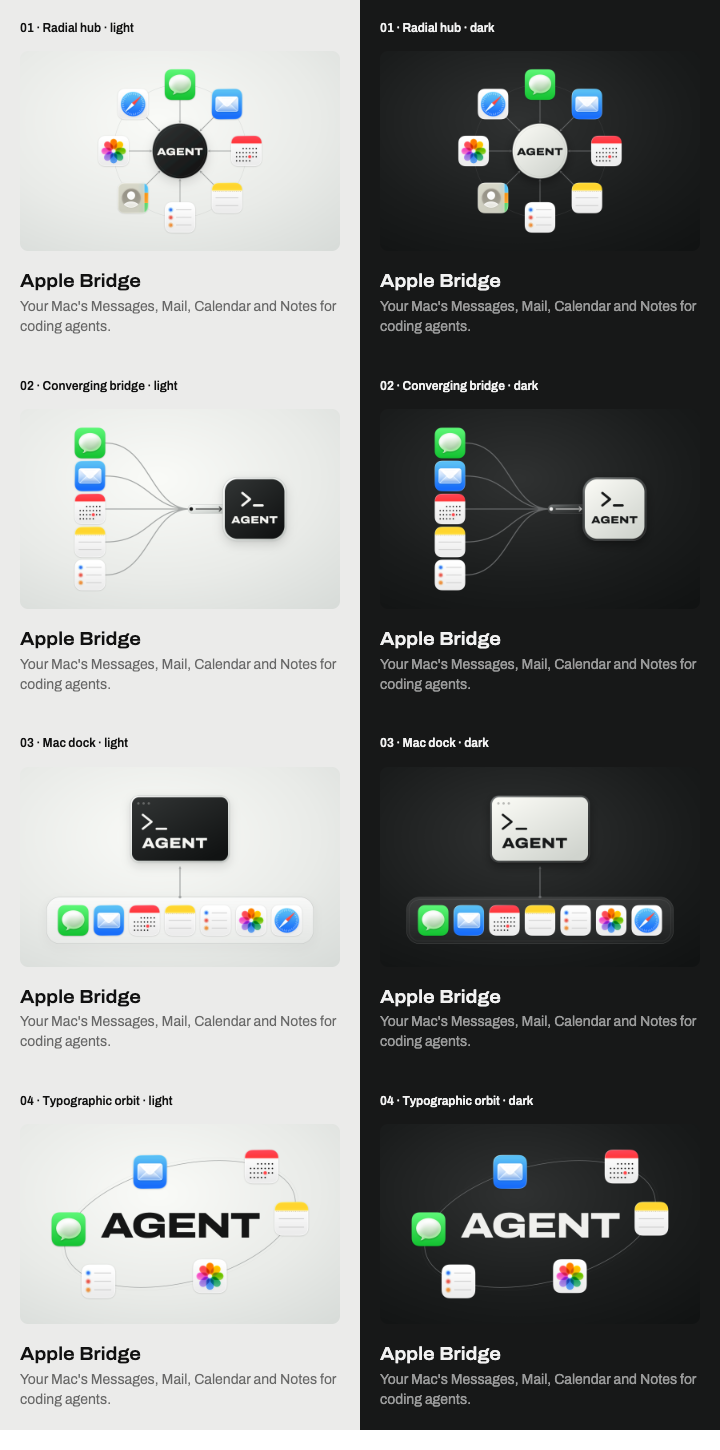 01 · Radial hub · light
AGENT
Apple Bridge
Your Mac's Messages, Mail, Calendar and Notes for
coding agents.
01 · Radial hub · dark
AGENT
Apple Bridge
Your Mac's Messages, Mail, Calendar and Notes for
coding agents.
02 · Converging bridge · light
>_
AGENT
Apple Bridge
Your Mac's Messages, Mail, Calendar and Notes for
coding agents.
02 · Converging bridge · dark
>_
AGENT
Apple Bridge
Your Mac's Messages, Mail, Calendar and Notes for
coding agents.
03 · Mac dock · light
>_
AGENT
Apple Bridge
Your Mac's Messages, Mail, Calendar and Notes for
coding agents.
03 · Mac dock · dark
>_
AGENT
Apple Bridge
Your Mac's Messages, Mail, Calendar and Notes for
coding agents.
04 · Typographic orbit · light
AGENT
Apple Bridge
Your Mac's Messages, Mail, Calendar and Notes for
coding agents.
04 · Typographic orbit · dark
AGENT
Apple Bridge
Your Mac's Messages, Mail, Calendar and Notes for
coding agents.